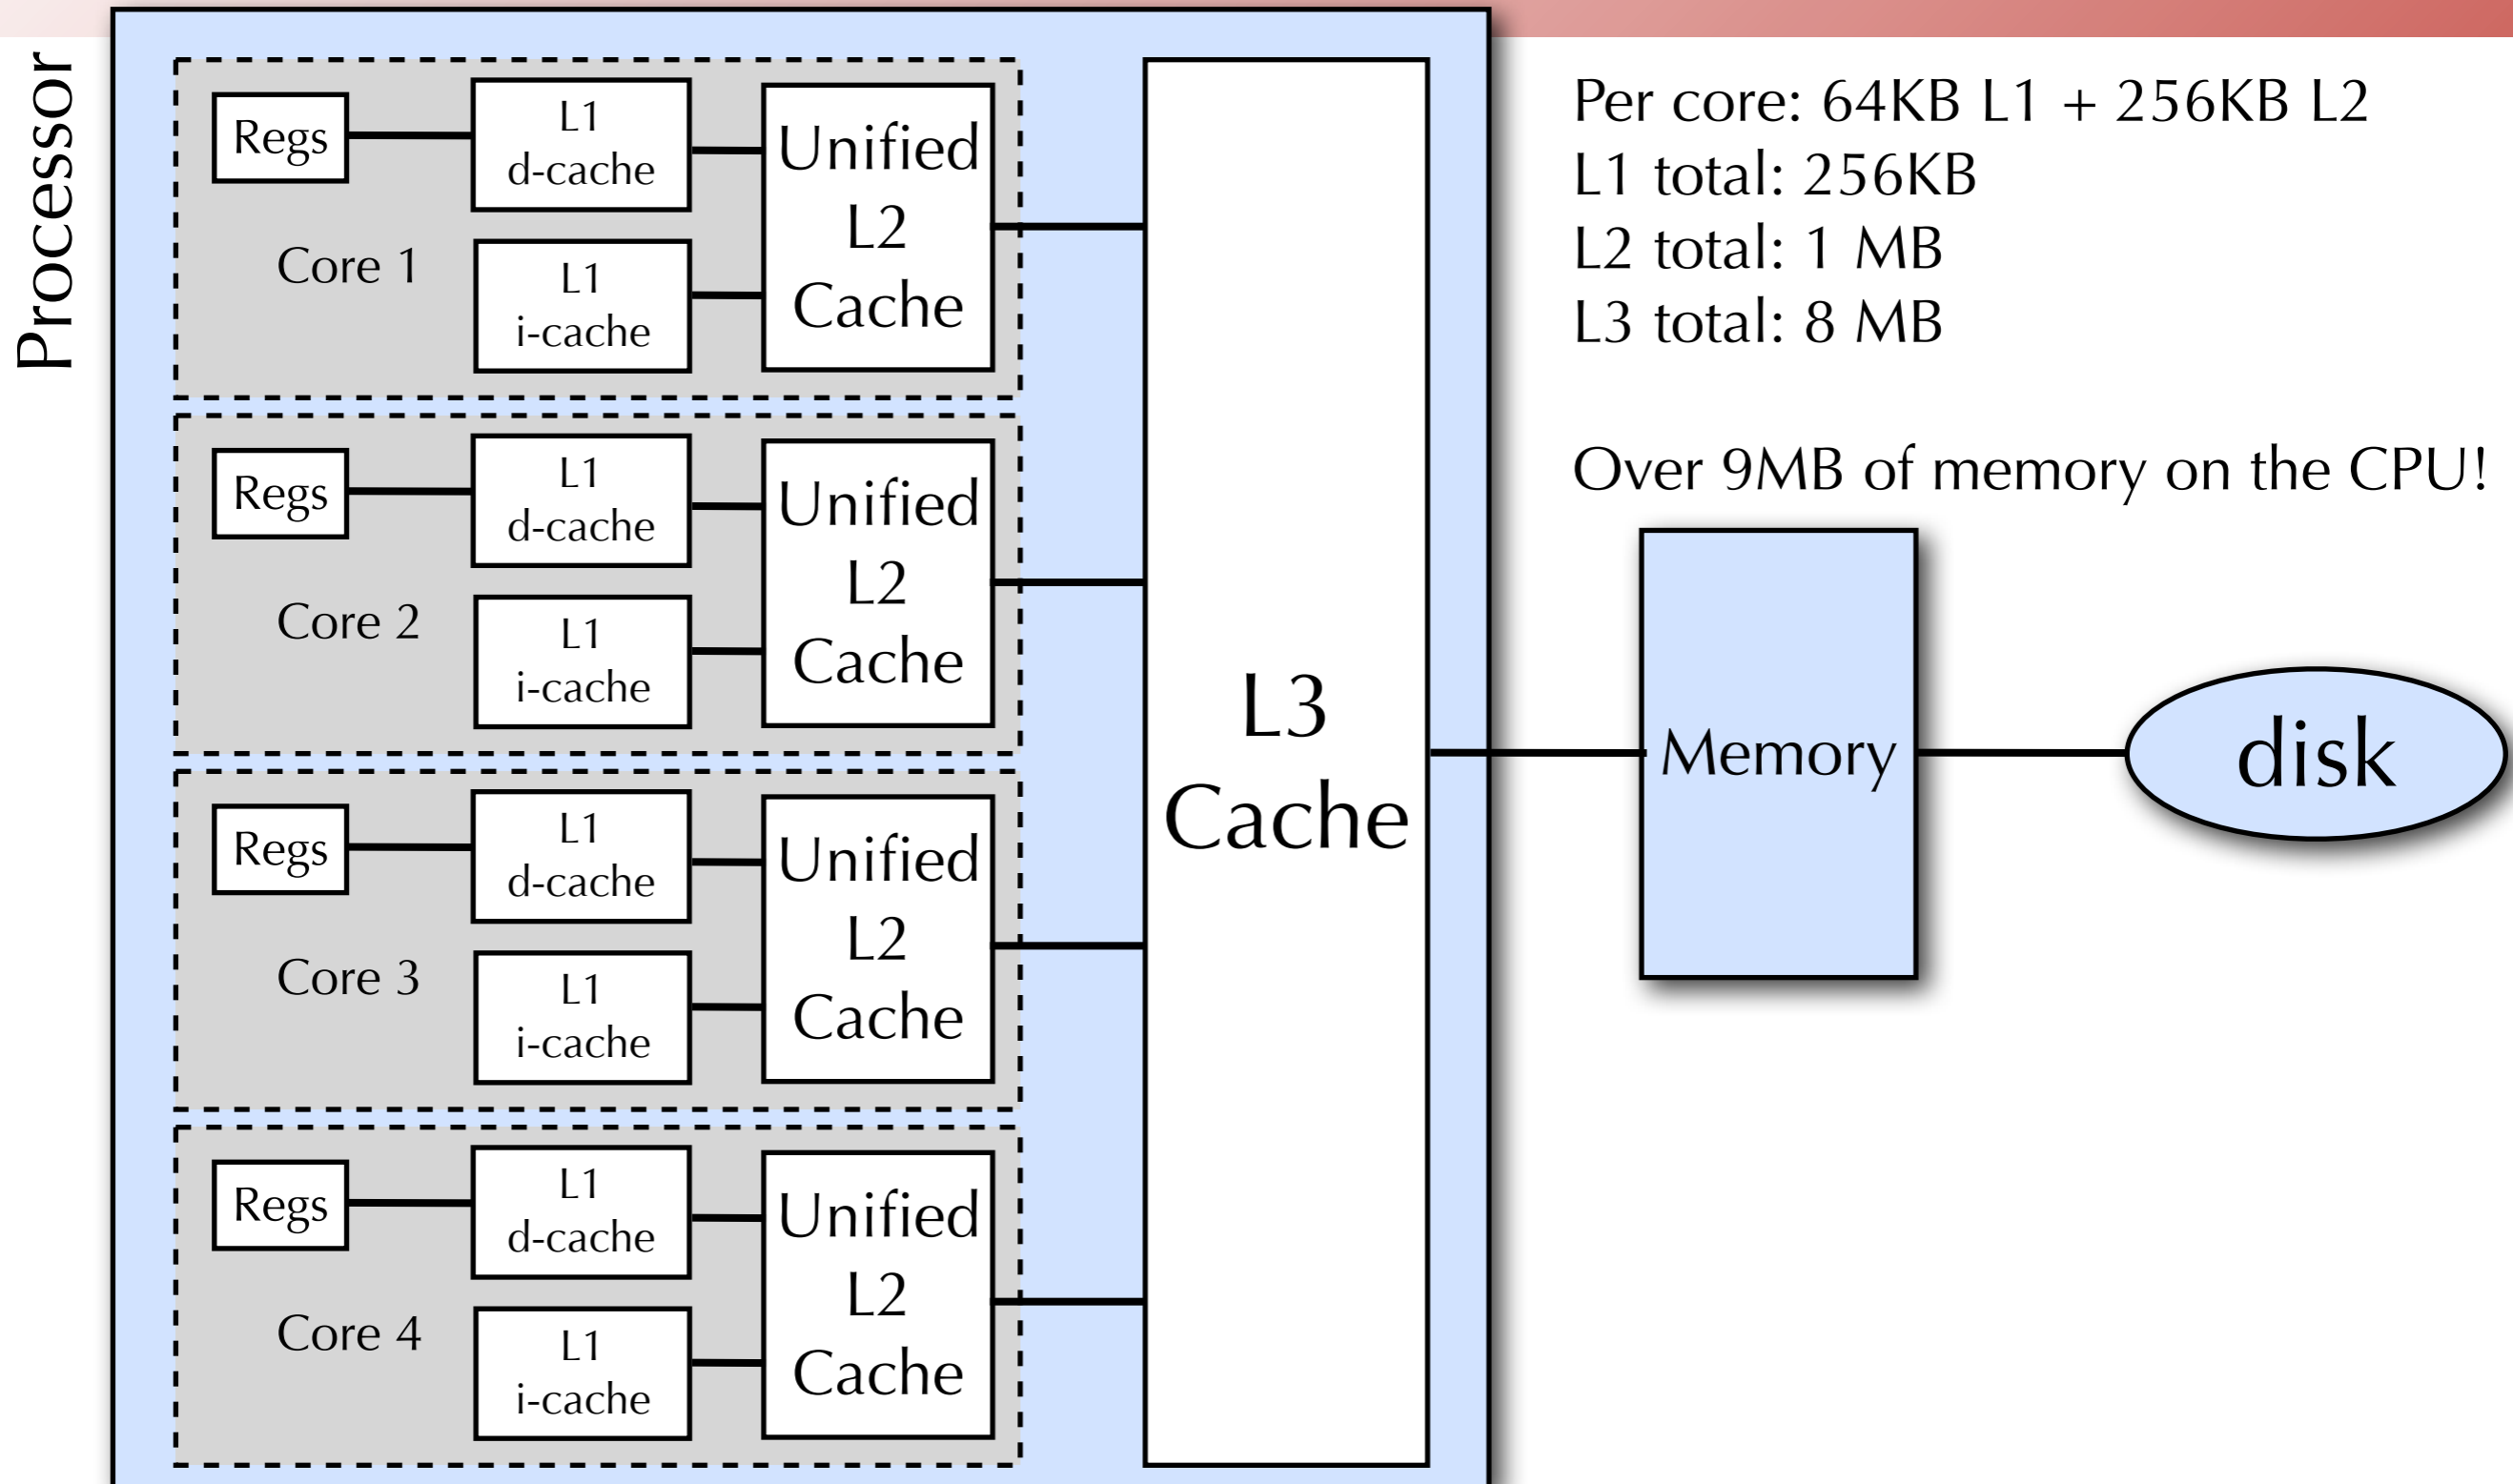 Processor
Regs
L1
d-cache
Core 1
L1
i-cache
Unified
L2
Cache
Regs
L1
d-cache
Core 2
L1
i-cache
Unified
L2
Cache
Regs
L1
d-cache
Core 3
L1
i-cache
Unified
L2
Cache
Regs
L1
d-cache
Core 4
L1
i-cache
Unified
L2
Cache
L3
Cache
Per core: 64KB L1 + 256KB L2
L1 total: 256KB
L2 total: 1 MB
L3 total: 8 MB
Over 9MB of memory on the CPU!
Memory
disk